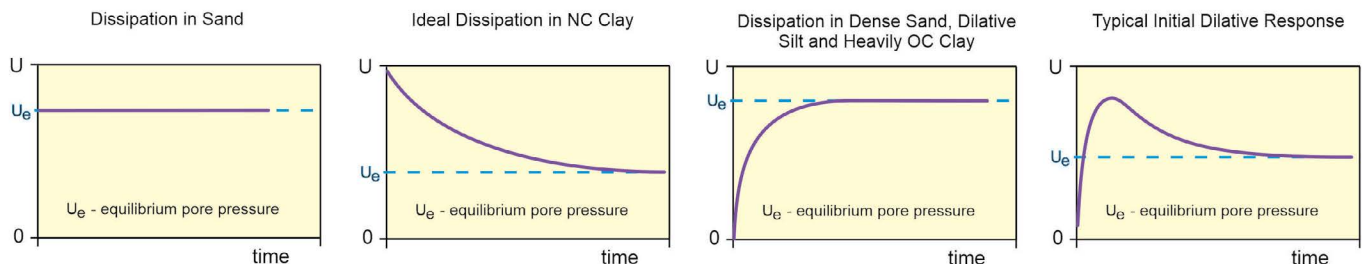 Dissipation in Sand
U
Ue
Ue - equilibrium pore pressure
0
time
Ideal Dissipation in NC Clay
U
Ue
Ue - equilibrium pore pressure
0
time
Dissipation in Dense Sand, Dilative
Silt and Heavily OC Clay
U
Ue
Ue - equilibrium pore pressure
0
time
Typical Initial Dilative Response
U
Ue
Ue - equilibrium pore pressure
0
time